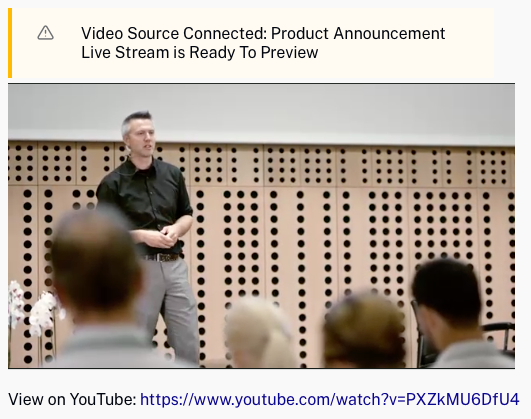 Video Source Connected: Product Announcement
Live Stream is Ready To Preview
View on YouTube: https://www.youtube.com/watch?v=PXZkMU6DfU4